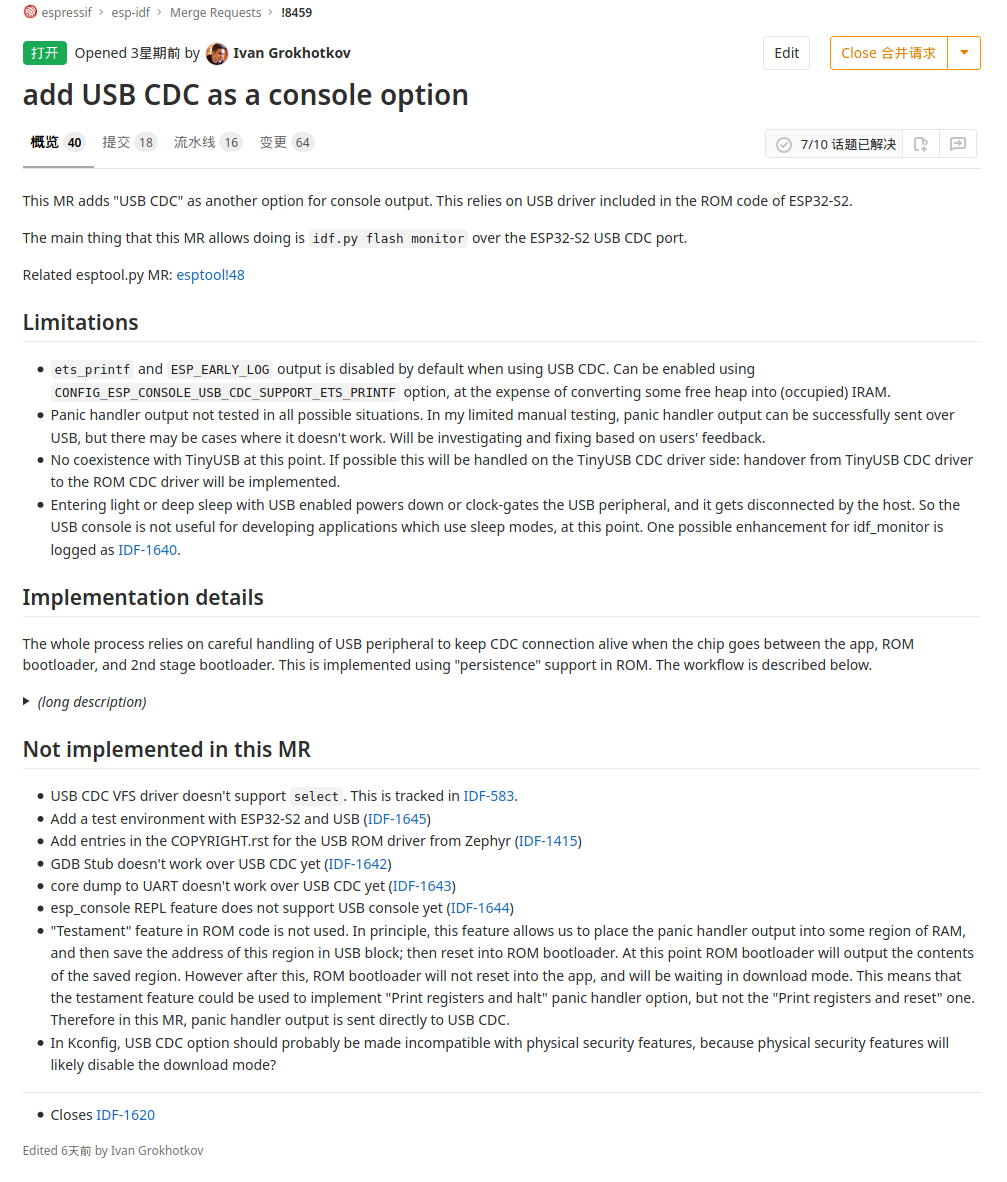 espressif > esp-idf > Merge Requests > !8459
打开 Opened 3星期前 by Ivan Grokhotkov Edit Close 合并请求
add USB CDC as a console option
概览 40 提交 18 流水线 16 变更 64 7/10 话题已解决
This MR adds "USB CDC" as another option for console output. This relies on USB driver included in the ROM code of ESP32-S2.
The main thing that this MR allows doing is idf.py flash monitor over the ESP32-S2 USB CDC port.
Related esptool.py MR: esptool!48
Limitations
• ets_printf and ESP_EARLY_LOG output is disabled by default when using USB CDC. Can be enabled using
CONFIG_ESP_CONSOLE_USB_CDC_SUPPORT_ETS_PRINTF option, at the expense of converting some free heap into (occupied) IRAM.
• Panic handler output not tested in all possible situations. In my limited manual testing, panic handler output can be successfully sent over
USB, but there may be cases where it doesn't work. Will be investigating and fixing based on users' feedback.
• No coexistence with TinyUSB at this point. If possible this will be handled on the TinyUSB CDC driver side: handover from TinyUSB CDC driver
to the ROM CDC driver will be implemented.
• Entering light or deep sleep with USB enabled powers down or clock-gates the USB peripheral, and it gets disconnected by the host. So the
USB console is not useful for developing applications which use sleep modes, at this point. One possible enhancement for idf_monitor is
logged as IDF-1640.
Implementation details
The whole process relies on careful handling of USB peripheral to keep CDC connection alive when the chip goes between the app, ROM
bootloader, and 2nd stage bootloader. This is implemented using "persistence" support in ROM. The workflow is described below.
(long description)
Not implemented in this MR
• USB CDC VFS driver doesn't support select. This is tracked in IDF-583.
• Add a test environment with ESP32-S2 and USB (IDF-1645)
• Add entries in the COPYRIGHT.rst for the USB ROM driver from Zephyr (IDF-1415)
• GDB Stub doesn't work over USB CDC yet (IDF-1642)
• core dump to UART doesn't work over USB CDC yet (IDF-1643)
• esp_console REPL feature does not support USB console yet (IDF-1644)
• "Testament" feature in ROM code is not used. In principle, this feature allows us to place the panic handler output into some region of RAM,
and then save the address of this region in USB block; then reset into ROM bootloader. At this point ROM bootloader will output the contents
of the saved region. However after this, ROM bootloader will not reset into the app, and will be waiting in download mode. This means that
the testament feature could be used to implement "Print registers and halt" panic handler option, but not the "Print registers and reset" one.
Therefore in this MR, panic handler output is sent directly to USB CDC.
• In Kconfig, USB CDC option should probably be made incompatible with physical security features, because physical security features will
likely disable the download mode?
• Closes IDF-1620
Edited 6天前 by Ivan Grokhotkov